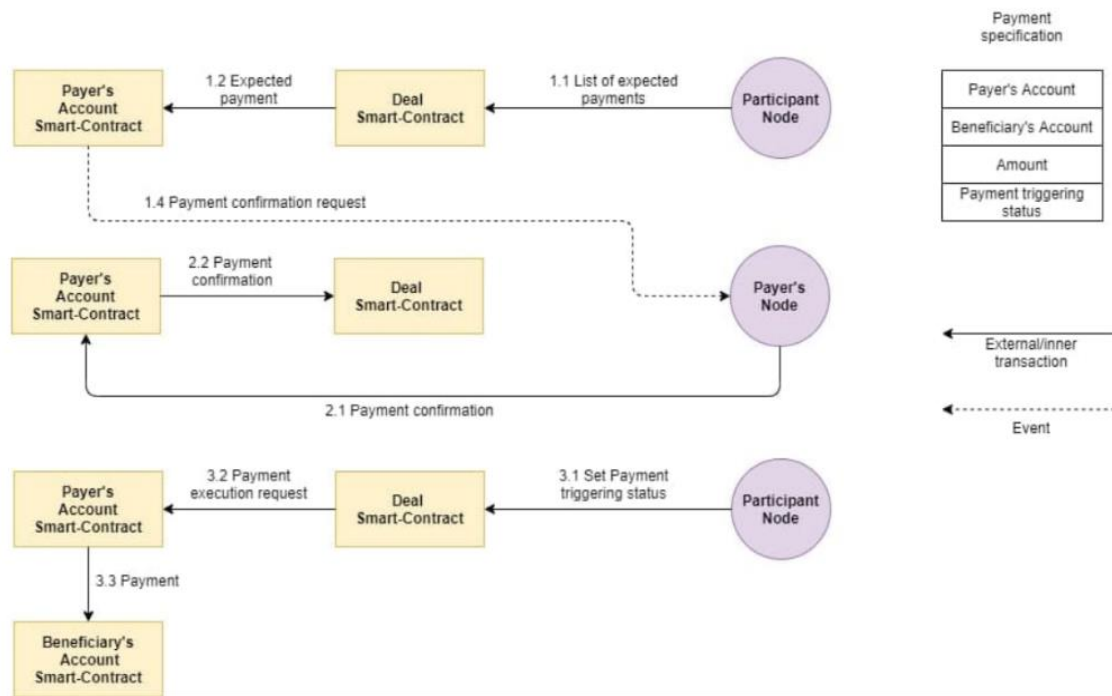 Payment
specification
1.2 Expected
payment
1.1 List of expected
payments
Payer's
Account
Smart-Contract
Deal
Smart-Contract
Participant
Node
Payer's Account
Beneficiary's Account
Amount
Payment triggering
status
1.4 Payment confirmation request
2.2 Payment
confirmation
Payer's
Account
Smart-Contract
Deal
Smart-Contract
Payer's
Node
External/inner
transaction
2.1 Payment confirmation
Event
3.2 Payment
execution request
3.1 Set Payment
triggering status
Payer's
Account
Smart-Contract
Deal
Smart-Contract
Participant
Node
3.3 Payment
Beneficiary's
Account
Smart-Contract